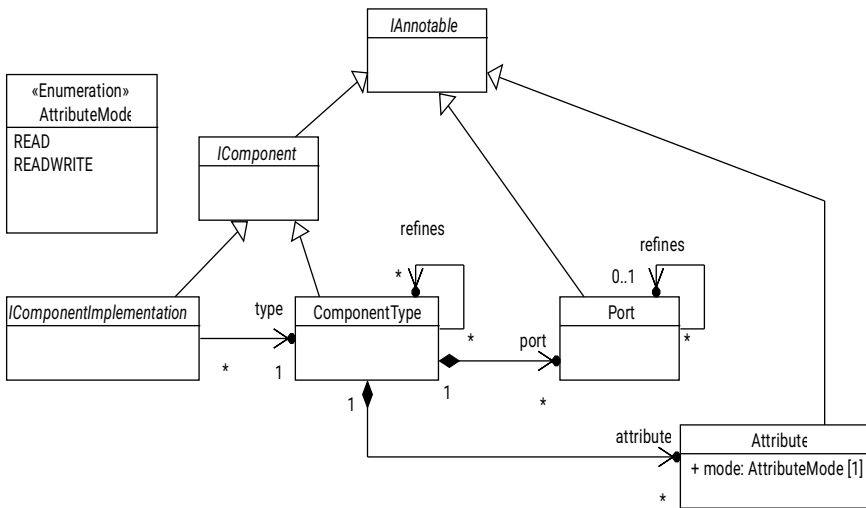 IAnnotable
«Enumeration»
AttributeMode
READ
READWRITE
IComponent
refines
*
refines
0..1
IComponentImplementation
type
ComponentType
Port
*
1
*
port
*
1
*
1
attribute
*
Attribute
+ mode: AttributeMode [1]